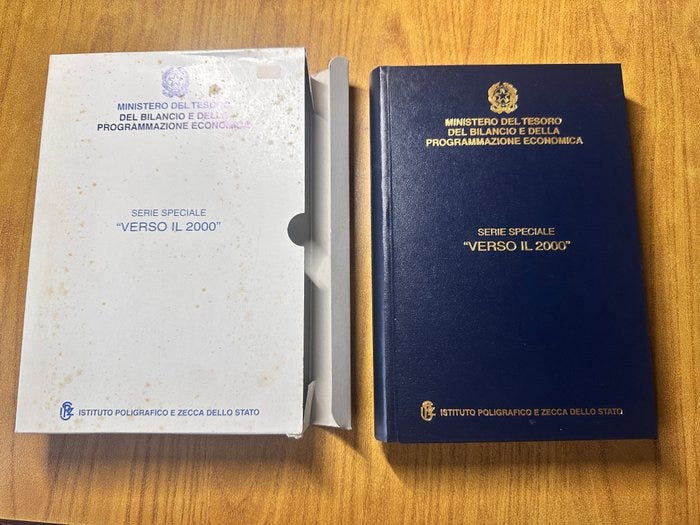 MINISTERO DEL TESORO
DEL BILANCIO E DELLA
PROGRAMMAZIONE ECONOMICA
SERIE SPECIALE
"VERSO IL 2000"
ISTITUTO POLIGRAFICO E ZECCA DELLO STATO
MINISTERO DEL TESORO
DEL BILANCIO E DELLA
PROGRAMMAZIONE ECONOMICA
SERIE SPECIALE
"VERSO IL 2000"
ISTITUTO POLIGRAFICO E ZECCA DELLO STATO